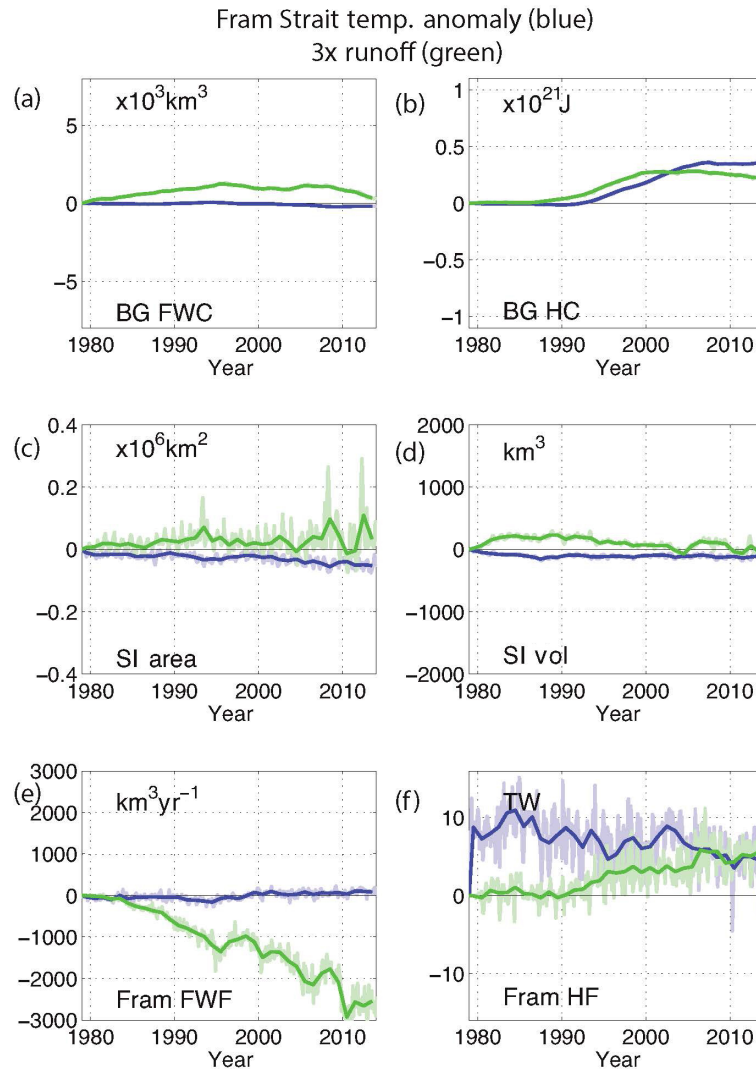 Fram Strait temp. anomaly (blue)
3x runoff (green)
(a)
x10³km³
5
0
−5
BG FWC
1980 1990 2000 2010
Year
(b)
x10²¹J
1
0.5
0
−0.5
−1
BG HC
1980 1990 2000 2010
Year
(c)
x10⁶km²
0.4
0.2
0
−0.2
−0.4
SI area
1980 1990 2000 2010
Year
(d)
km³
2000
1000
0
−1000
−2000
SI vol
1980 1990 2000 2010
Year
(e)
km³yr⁻¹
3000
2000
1000
0
−1000
−2000
−3000
Fram FWF
1980 1990 2000 2010
Year
(f)
TW
10
0
−10
Fram HF
1980 1990 2000 2010
Year